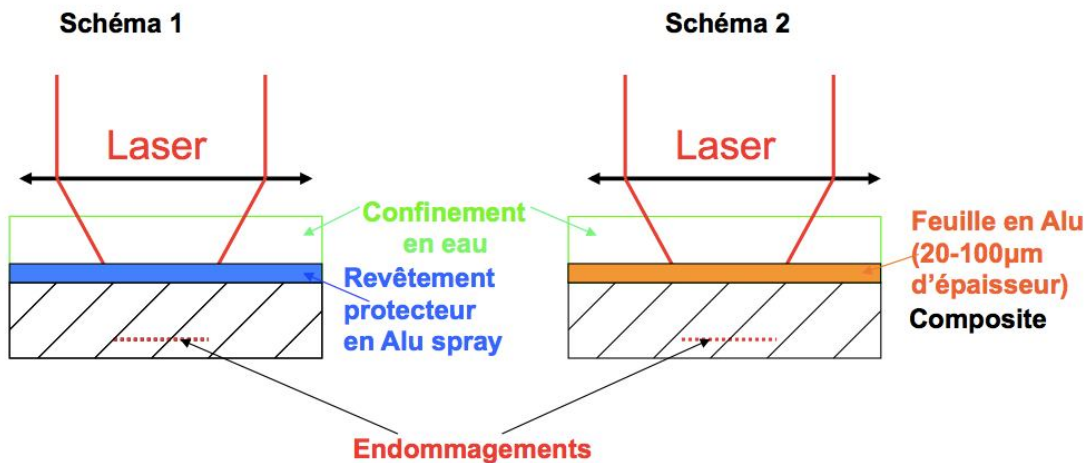 Schéma 1
Schéma 2
Laser
Laser
Confinement
en eau
Revêtement
protecteur
en Alu spray
Feuille en Alu
(20-100µm
d'épaisseur)
Composite
Endommagements